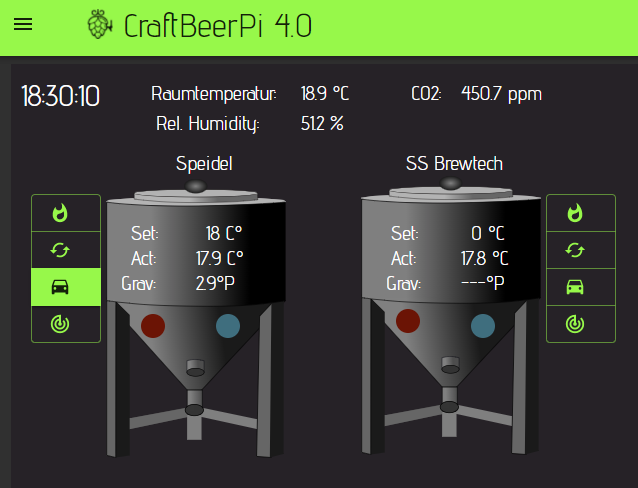 CraftBeerPi 4.0
18:30:10
Raumtemperatur: 18.9 °C CO2: 450.7 ppm
Rel. Humidity: 51.2 %
Speidel
Set: 18 C°
Act: 17.9 C°
Grav: 2.9°P
SS Brewtech
Set: 0 °C
Act: 17.8 °C
Grav: ---°P